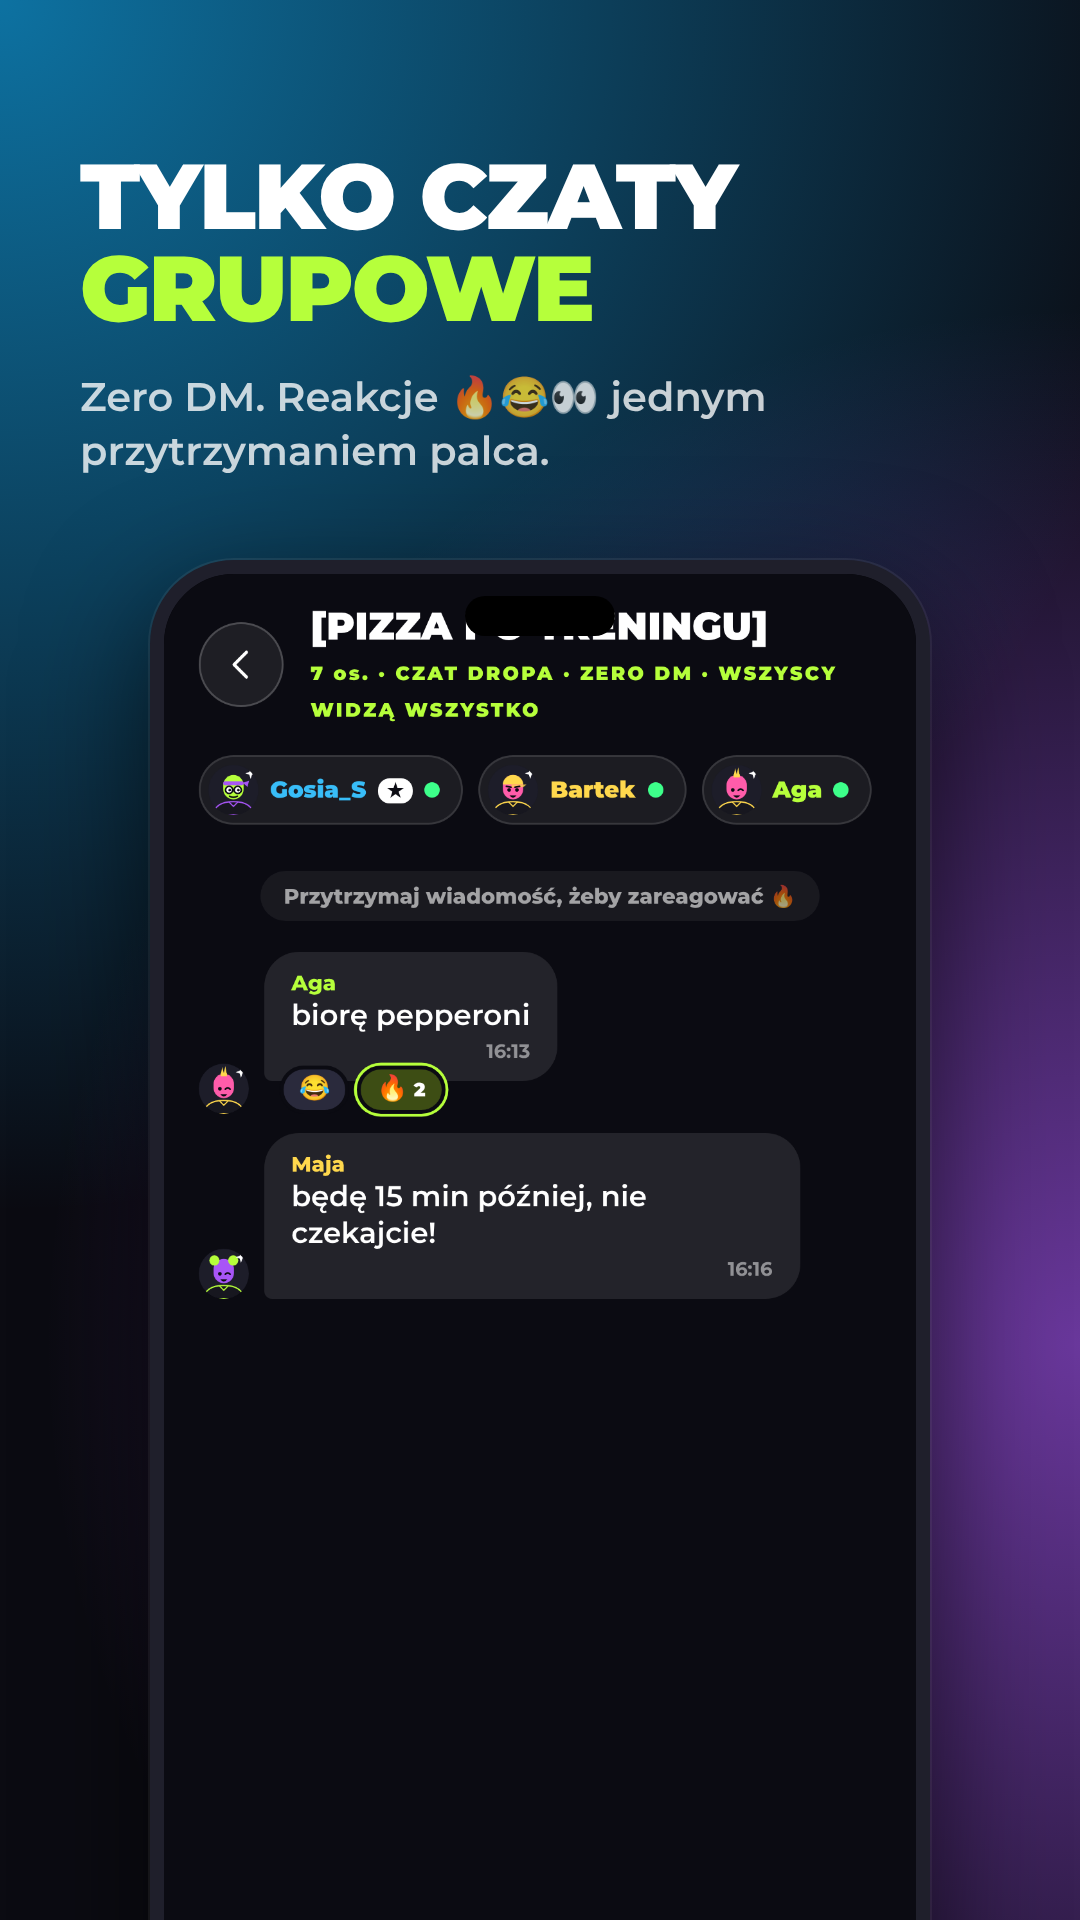 TYLKO CZATY
GRUPOWE
Zero DM. Reakcje 🔥😂👀 jednym
przytrzymaniem palca.
[PIZZA NINGU]
7 os. · CZAT DROPA · ZERO DM · WSZYSCY
WIDZĄ WSZYSTKO
Gosia_S ★ Bartek Aga
Przytrzymaj wiadomość, żeby zareagować 🔥
Aga
biorę pepperoni
16:13
😂 🔥 2
Maja
będę 15 min później, nie
czekajcie!
16:16